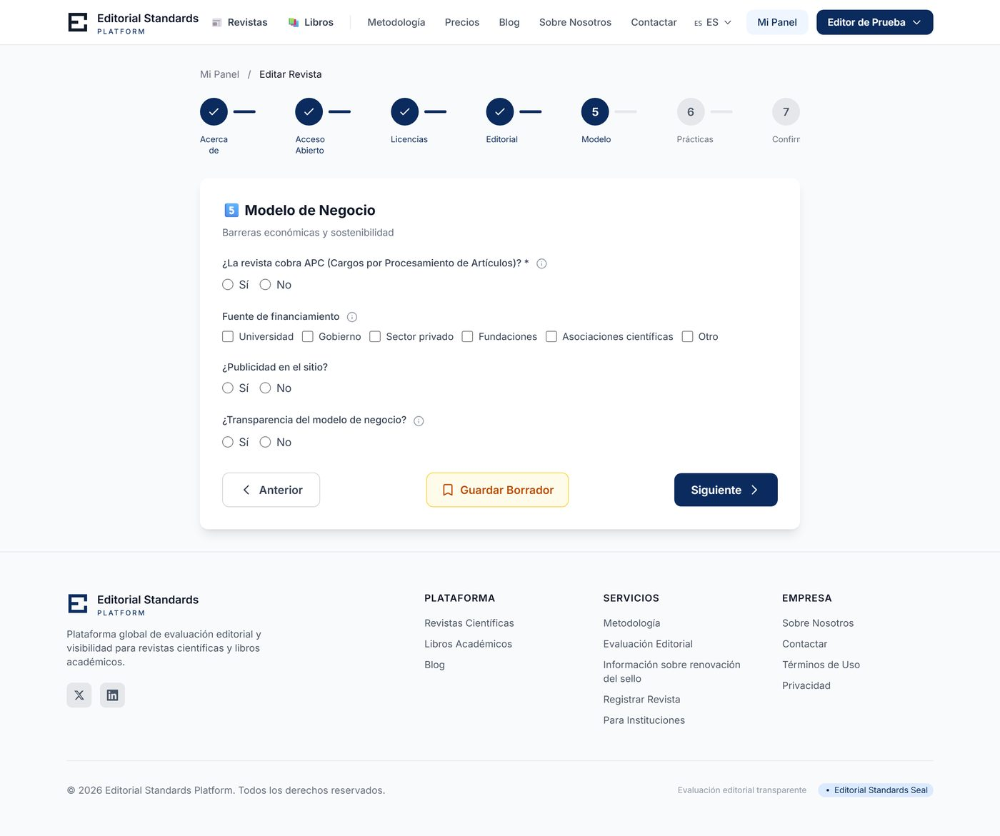 Editorial Standards
PLATFORM
Revistas
Libros
Metodología
Precios
Blog
Sobre Nosotros
Contactar
ES ES
Mi Panel
Editor de Prueba
Mi Panel / Editar Revista
5
6
7
Acerca de
Acceso Abierto
Licencias
Editorial
Modelo
Prácticas
Confirm
5 Modelo de Negocio
Barreras económicas y sostenibilidad
¿La revista cobra APC (Cargos por Procesamiento de Artículos)? *
Sí No
Fuente de financiamiento
Universidad Gobierno Sector privado Fundaciones Asociaciones científicas Otro
¿Publicidad en el sitio?
Sí No
¿Transparencia del modelo de negocio?
Sí No
Anterior
Guardar Borrador
Siguiente
Editorial Standards
PLATFORM
Plataforma global de evaluación editorial y
visibilidad para revistas científicas y libros
académicos.
PLATAFORMA
Revistas Científicas
Libros Académicos
Blog
SERVICIOS
Metodología
Evaluación Editorial
Información sobre renovación
del sello
Registrar Revista
Para Instituciones
EMPRESA
Sobre Nosotros
Contactar
Términos de Uso
Privacidad
© 2026 Editorial Standards Platform. Todos los derechos reservados.
Evaluación editorial transparente
• Editorial Standards Seal